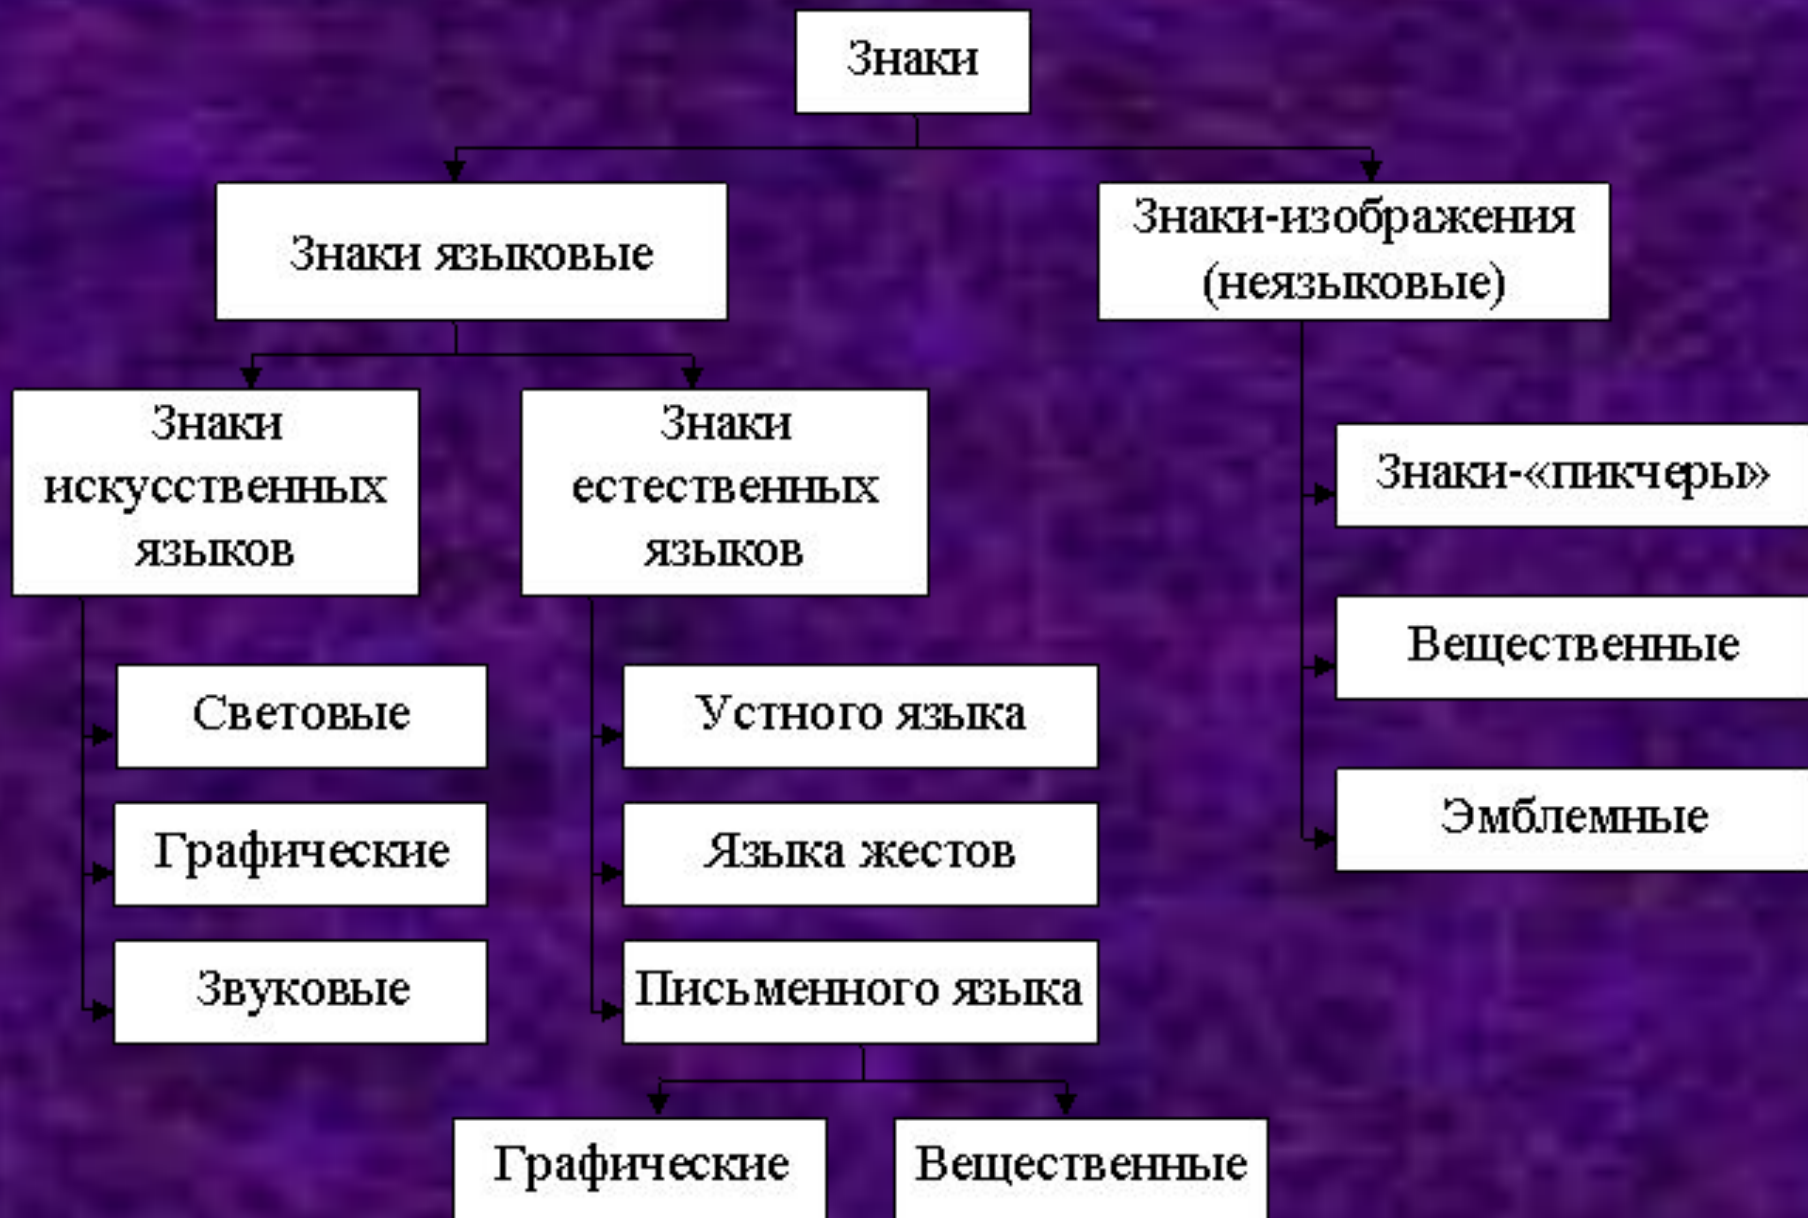 Знаки
Знаки языковые
Знаки-изображения
(неязыковые)
Знаки
искусственных
языков
Знаки
естественных
языков
Знаки-«пикчеры»
Вещественные
Эмблемные
Световые
Графические
Звуковые
Устного языка
Языка жестов
Письменного языка
Графические
Вещественные